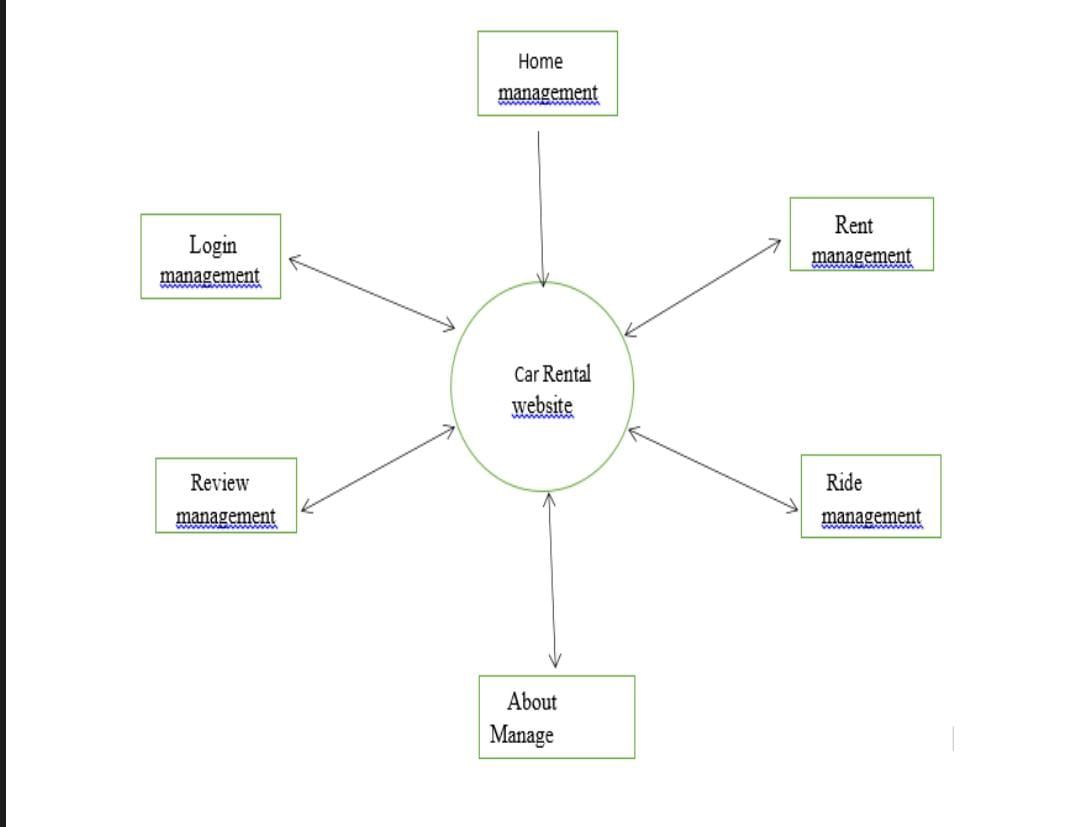 Home
management
Rent
management
Login
management
Car Rental
website
Review
management
Ride
management
About
Manage